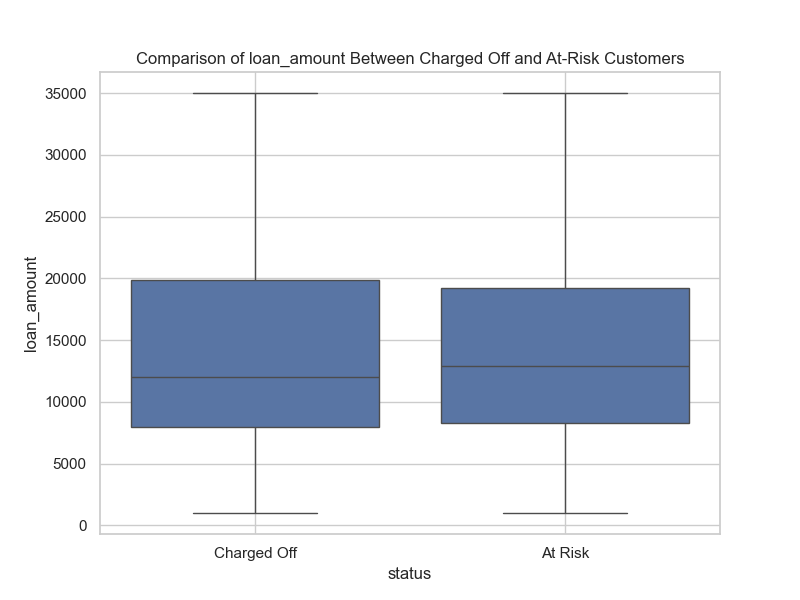 Comparison of loan_amount Between Charged Off and At-Risk Customers
35000
30000
25000
20000
15000
10000
5000
0
loan_amount
Charged Off
At Risk
status